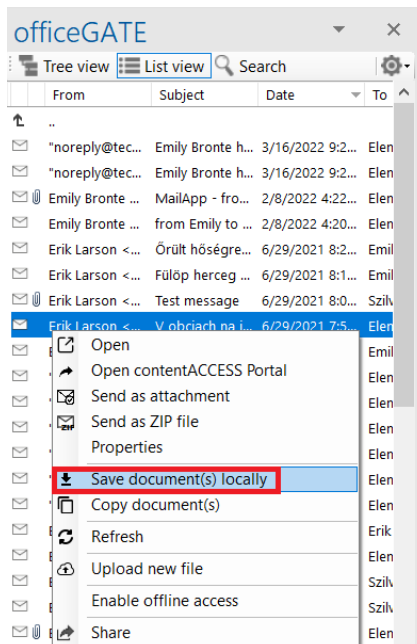 officeGATE
Tree view List view Search
From Subject Date To
..
"noreply@tec... Emily Bronte h... 3/16/2022 9:2... Elen
"noreply@tec... Emily Bronte h... 3/16/2022 9:2... Elen
Emily Bronte ... MailApp - fro... 2/8/2022 4:22... Elen
Emily Bronte ... from Emily to ... 2/8/2022 4:20... Elen
Erik Larson <... Őrült hőségre... 6/29/2021 8:2... Emil
Erik Larson <... Fülöp herceg ... 6/29/2021 8:1... Emil
Erik Larson <... Test message 6/29/2021 8:0... Szilv
Erik Larson <... V obciach na i... 6/29/2021 7:5... Elen
Open Emil
Open contentACCESS Portal Elen
Send as attachment Elen
Send as ZIP file Elen
Properties Elen
Save document(s) locally Elen
Copy document(s) Elen
Refresh Erik
Elen
Upload new file Szilv
Enable offline access Szilv
Share Elen